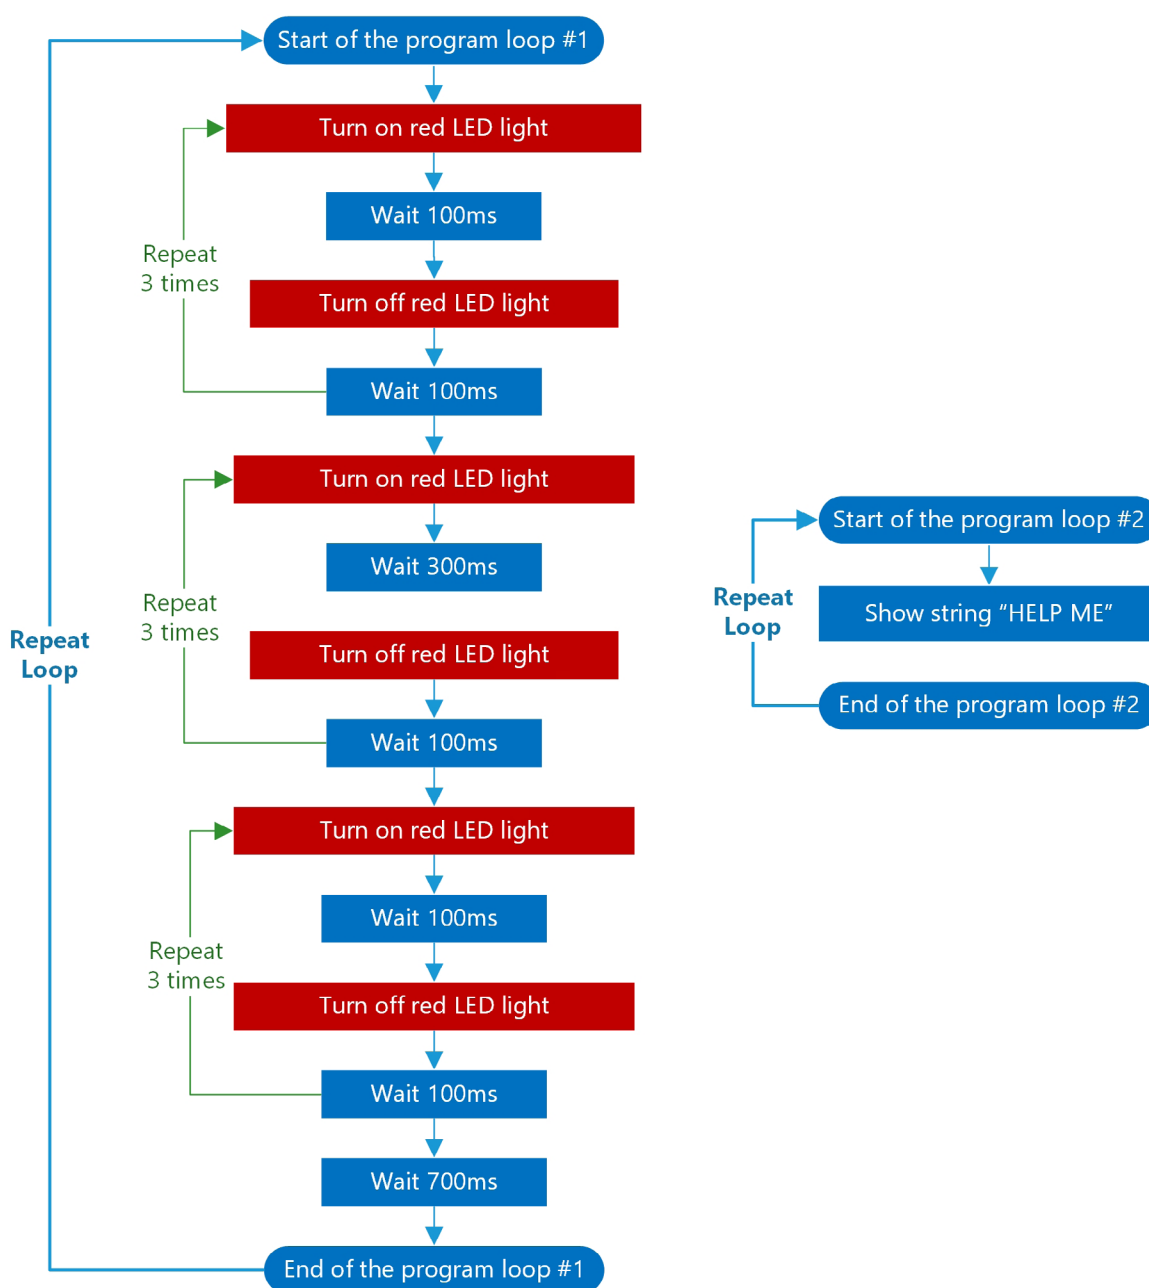 Start of the program loop #1
Turn on red LED light
Wait 100ms
Repeat
3 times
Turn off red LED light
Wait 100ms
Turn on red LED light
Wait 300ms
Repeat
3 times
Turn off red LED light
Wait 100ms
Turn on red LED light
Wait 100ms
Repeat
3 times
Turn off red LED light
Wait 100ms
Wait 700ms
End of the program loop #1
Repeat
Loop
Start of the program loop #2
Show string “HELP ME”
Repeat
Loop
End of the program loop #2